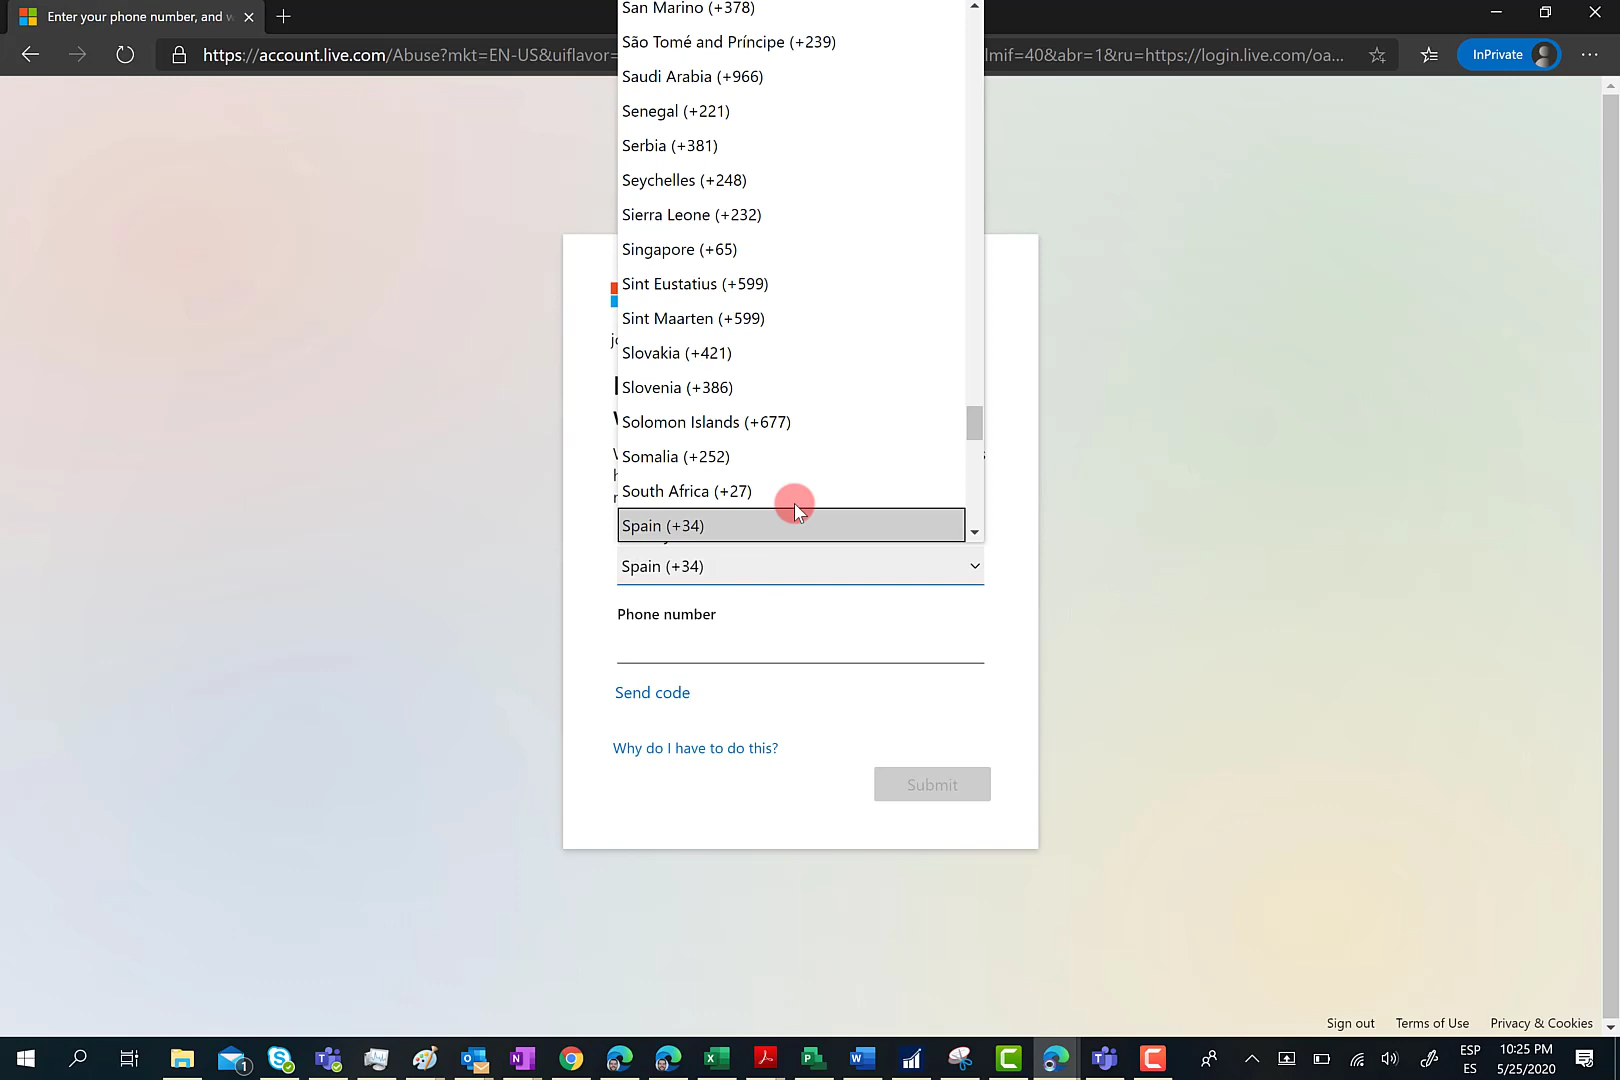 Enter your phone number, and w
https://account.live.com/Abuse?mkt=EN-US&uiflavor=
lmif=40&abr=1&ru=https://login.live.com/oa...
InPrivate
San Marino (+378)
São Tomé and Príncipe (+239)
Saudi Arabia (+966)
Senegal (+221)
Serbia (+381)
Seychelles (+248)
Sierra Leone (+232)
Singapore (+65)
Sint Eustatius (+599)
Sint Maarten (+599)
Slovakia (+421)
Slovenia (+386)
Solomon Islands (+677)
Somalia (+252)
South Africa (+27)
Spain (+34)
Spain (+34)
Phone number
Send code
Why do I have to do this?
Submit
Sign out
Terms of Use
Privacy & Cookies
1
ESP
ES
10:25 PM
5/25/2020